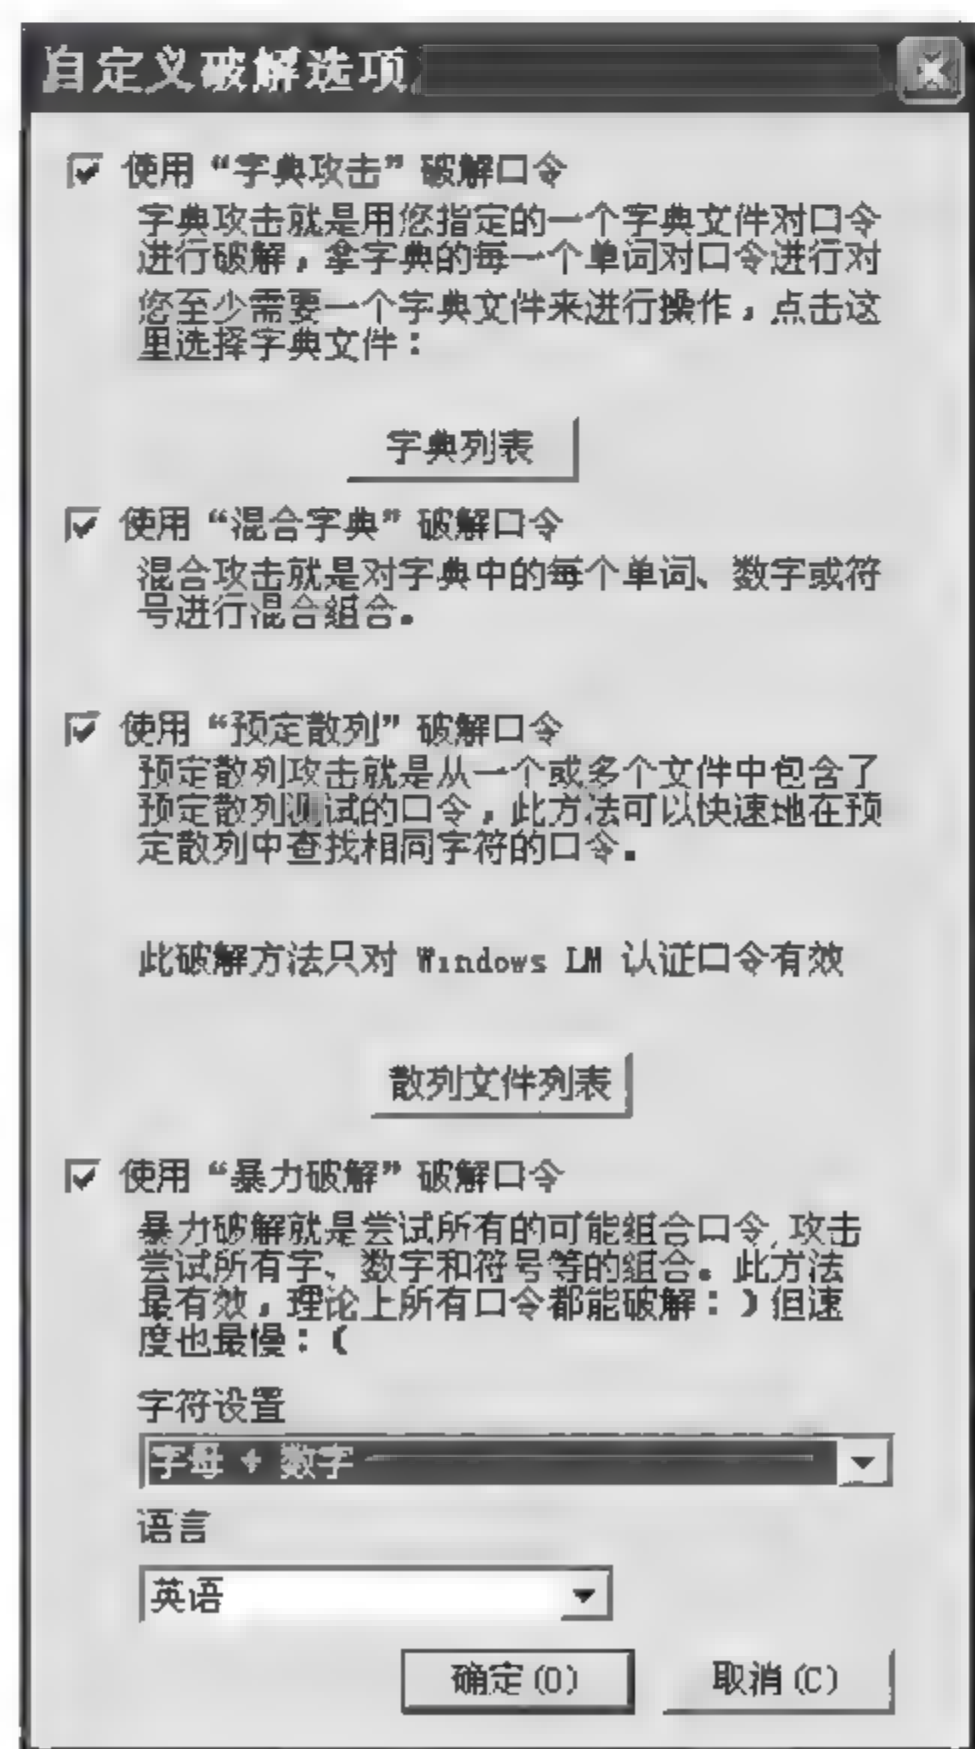 自定义破解选项
使用“字典攻击”破解口令
字典攻击就是用您指定的一个字典文件对口令
进行破解，拿字典的每一个单词对口令进行对
您至少需要一个字典文件来进行操作，点击这
里选择字典文件：
字典列表
使用“混合字典”破解口令
混合攻击就是对字典中的每个单词、数字或符
号进行混合组合。
使用“预定散列”破解口令
预定散列攻击就是从一个或多个文件中包含了
预定散列测试的口令，此方法可以快速地在预
定散列中查找相同字符的口令。
此破解方法只对 Windows LM 认证口令有效
散列文件列表
使用“暴力破解”破解口令
暴力破解就是尝试所有的可能组合口令,攻击
尝试所有字、数字和符号等的组合。此方法
最有效，理论上所有口令都能破解：)但速
度也最慢：(
字符设置
字母 + 数字
语言
英语
确定(O)
取消(C)